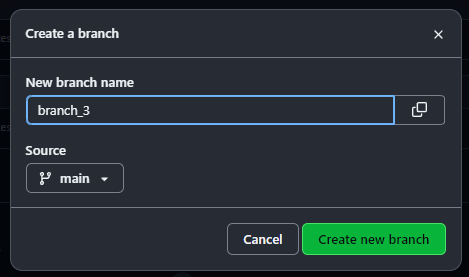 Create a branch
New branch name
branch_3
Source
main
Cancel
Create new branch